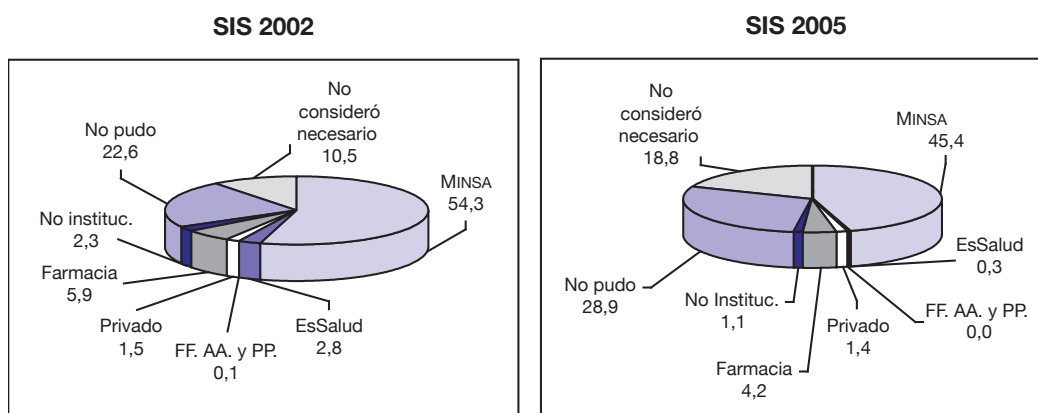 SIS 2002
No
consideró
necesario
10,5
No pudo
22,6
MINSA
54,3
No instituc.
2,3
Farmacia
5,9
Privado
1,5
FF. AA. y PP.
0,1
EsSalud
2,8
SIS 2005
No
consideró
necesario
18,8
MINSA
45,4
EsSalud
0,3
No pudo
28,9
No Instituc.
1,1
FF. AA. y PP.
0,0
Privado
1,4
Farmacia
4,2